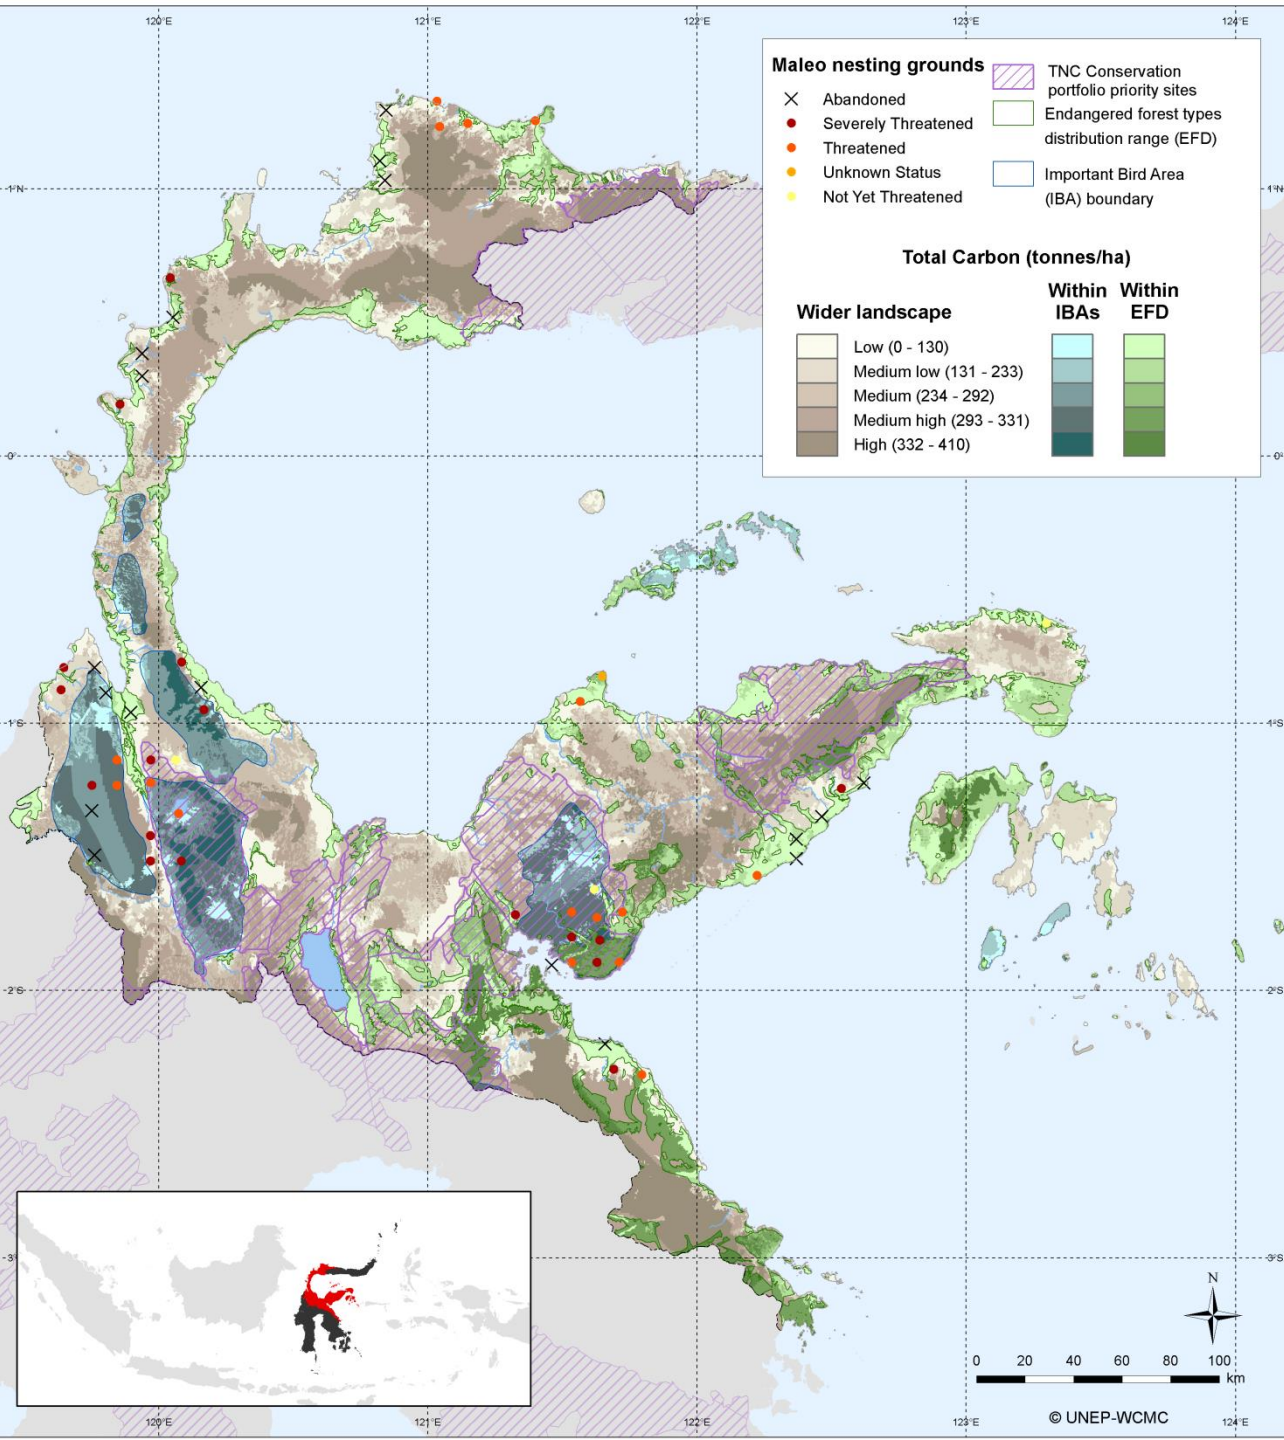 120°E 121°E 122°E 123°E 124°E
Maleo nesting grounds
Abandoned
Severely Threatened
Threatened
Unknown Status
Not Yet Threatened
TNC Conservation
portfolio priority sites
Endangered forest types
distribution range (EFD)
Important Bird Area
(IBA) boundary
Total Carbon (tonnes/ha)
Wider landscape
Within
IBAs
Within
EFD
Low (0 - 130)
Medium low (131 - 233)
Medium (234 - 292)
Medium high (293 - 331)
High (332 - 410)
1°N 1°N
0° 0°
1°S 1°S
2°S 2°S
3°S 3°S
N
0 20 40 60 80 100
km
© UNEP-WCMC
120°E 121°E 122°E 123°E 124°E